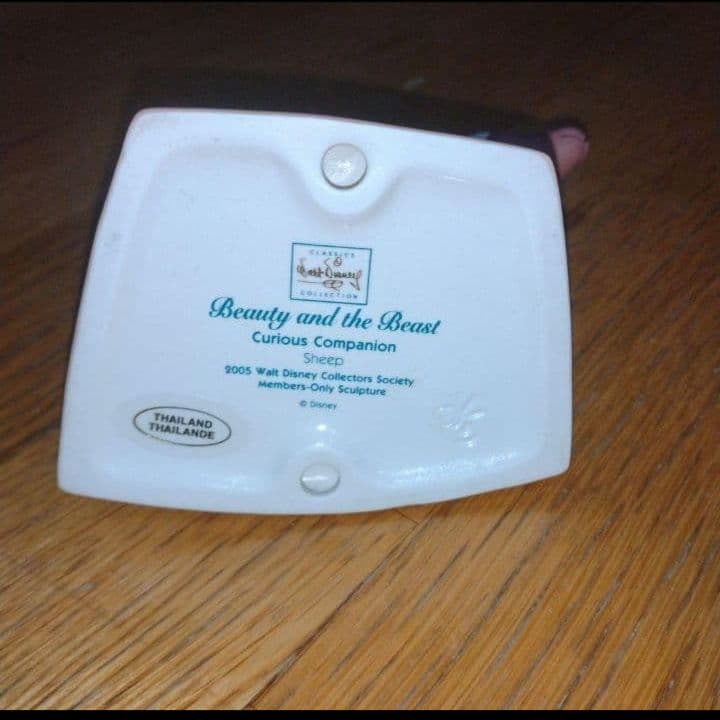 CLASSICS
Walt Disney
COLLECTION
Beauty and the Beast
Curious Companion
Sheep
2005 Walt Disney Collectors Society
Members-Only Sculpture
© Disney
THAILAND
THAILANDE